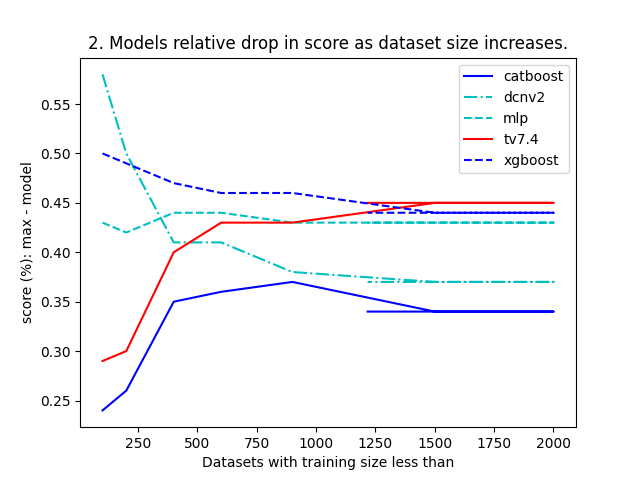 2. Models relative drop in score as dataset size increases.
catboost
dcnv2
mlp
tv7.4
xgboost
score (%): max - model
0.55
0.50
0.45
0.40
0.35
0.30
0.25
250 500 750 1000 1250 1500 1750 2000
Datasets with training size less than